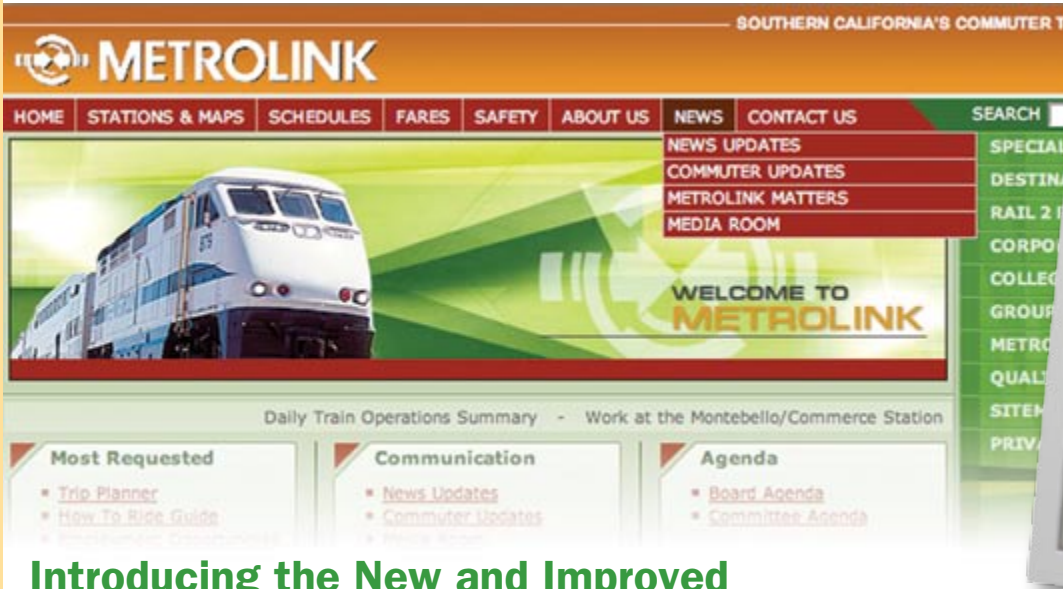 SOUTHERN CALIFORNIA'S COMMUTER
METROLINK
HOME STATIONS & MAPS SCHEDULES FARES SAFETY ABOUT US NEWS CONTACT US SEARCH
NEWS UPDATES
COMMUTER UPDATES
METROLINK MATTERS
MEDIA ROOM
SPECIAL
RAIL 2
WELCOME TO
METROLINK
Daily Train Operations Summary - Work at the Montebello/Commerce Station
Most Requested
Trip Planner
How To Ride Guide
Communication
News Updates
Commuter Updates
Agenda
Board Agenda
Committee Agenda
Introducing the New and Improved